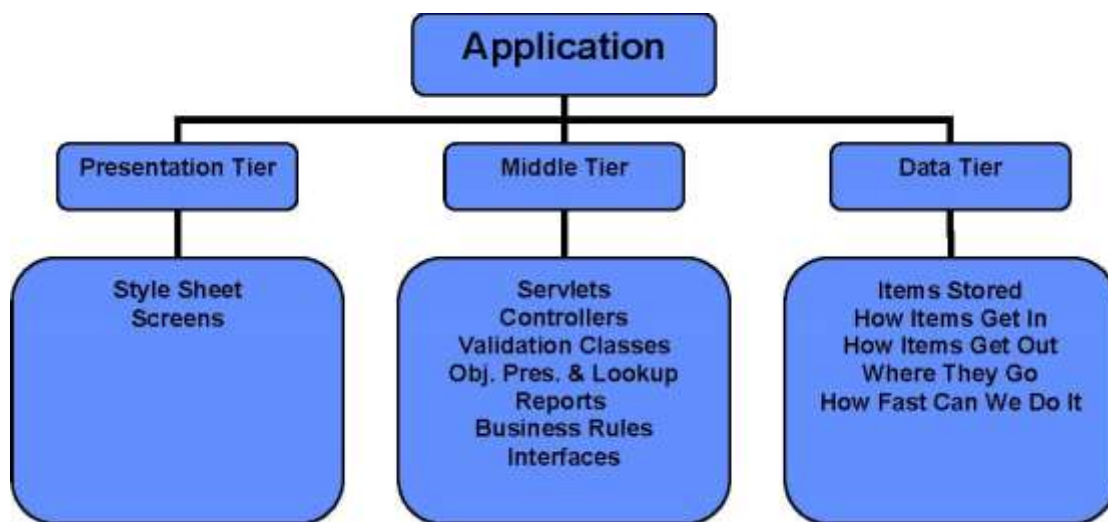 Application
Presentation Tier
Middle Tier
Data Tier
Style Sheet
Screens
Servlets
Controllers
Validation Classes
Obj. Pres. & Lookup
Reports
Business Rules
Interfaces
Items Stored
How Items Get In
How Items Get Out
Where They Go
How Fast Can We Do It